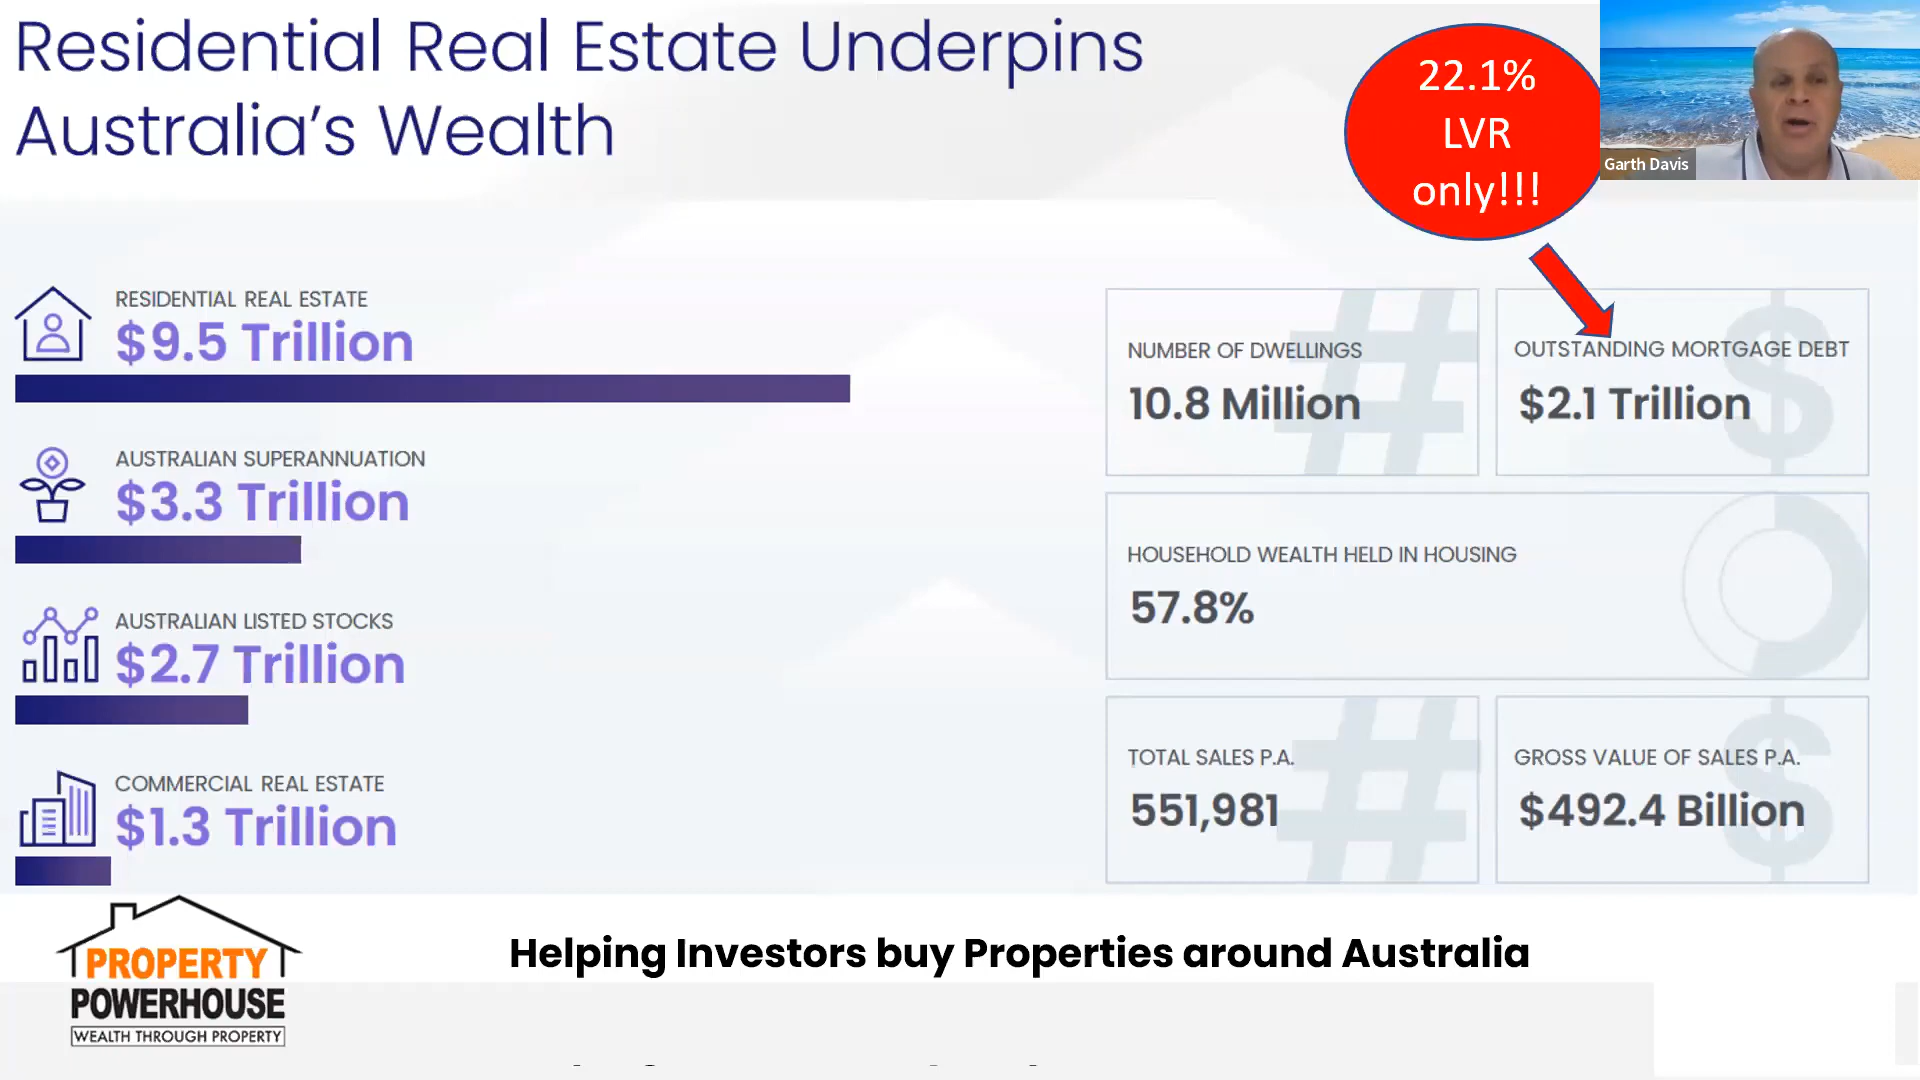 Residential Real Estate Underpins
Australia's Wealth
22.1%
LVR
only!!!
Garth Davis
RESIDENTIAL REAL ESTATE
$9.5 Trillion
AUSTRALIAN SUPERANNUATION
$3.3 Trillion
AUSTRALIAN LISTED STOCKS
$2.7 Trillion
COMMERCIAL REAL ESTATE
$1.3 Trillion
NUMBER OF DWELLINGS
10.8 Million
OUTSTANDING MORTGAGE DEBT
$2.1 Trillion
HOUSEHOLD WEALTH HELD IN HOUSING
57.8%
TOTAL SALES P.A.
551,981
GROSS VALUE OF SALES P.A.
$492.4 Billion
PROPERTY
POWERHOUSE
WEALTH THROUGH PROPERTY
Helping Investors buy Properties around Australia